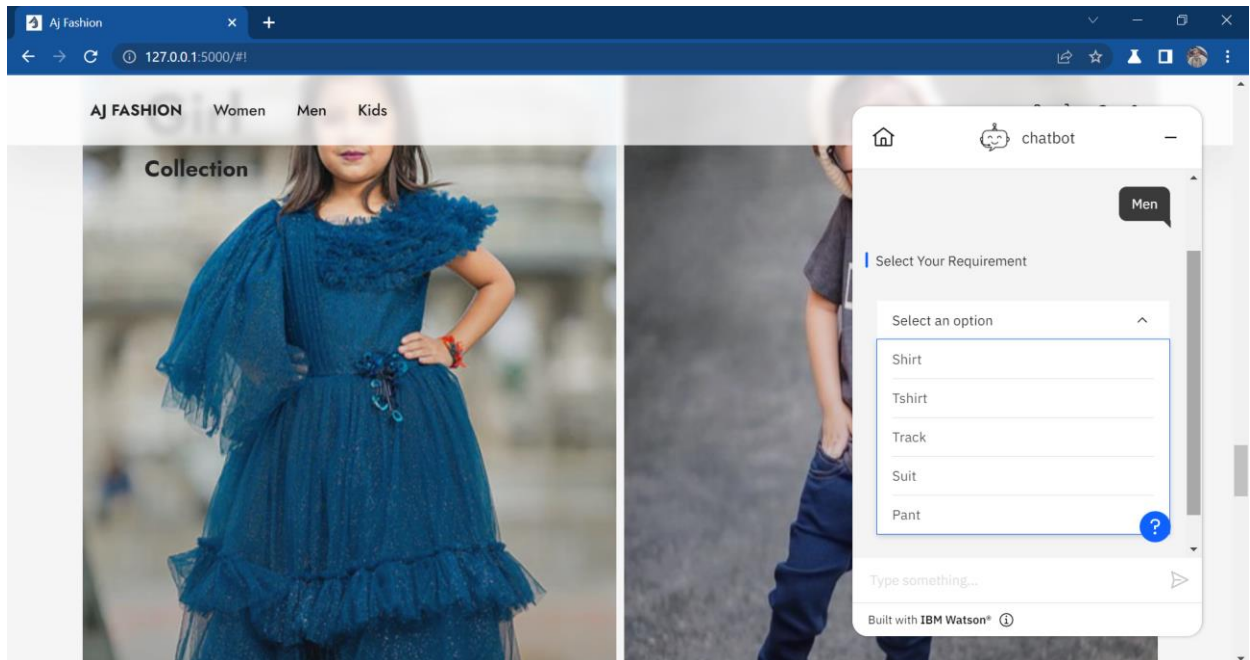 Aj Fashion
127.0.0.1:5000/#!
AJ FASHION Women Men Kids
Girl
Collection
chatbot
Men
Select Your Requirement
Select an option
Shirt
Tshirt
Track
Suit
Pant
?
Type something...
Built with IBM Watson®